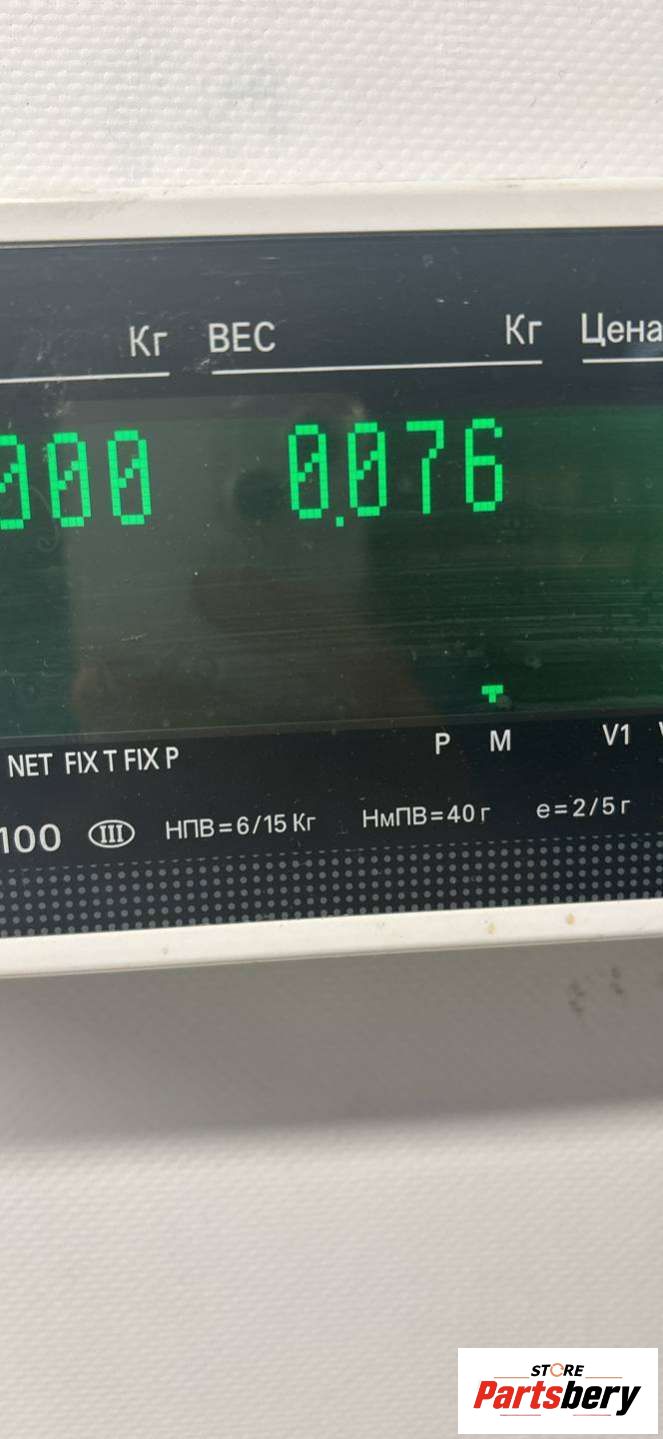 Кг ВЕС Кг Цена
000 0.076
NET FIX T FIX P P M V1
100 III НПВ=6/15 Кг НмПВ=40 г e=2/5 г
STORE
Partsbery